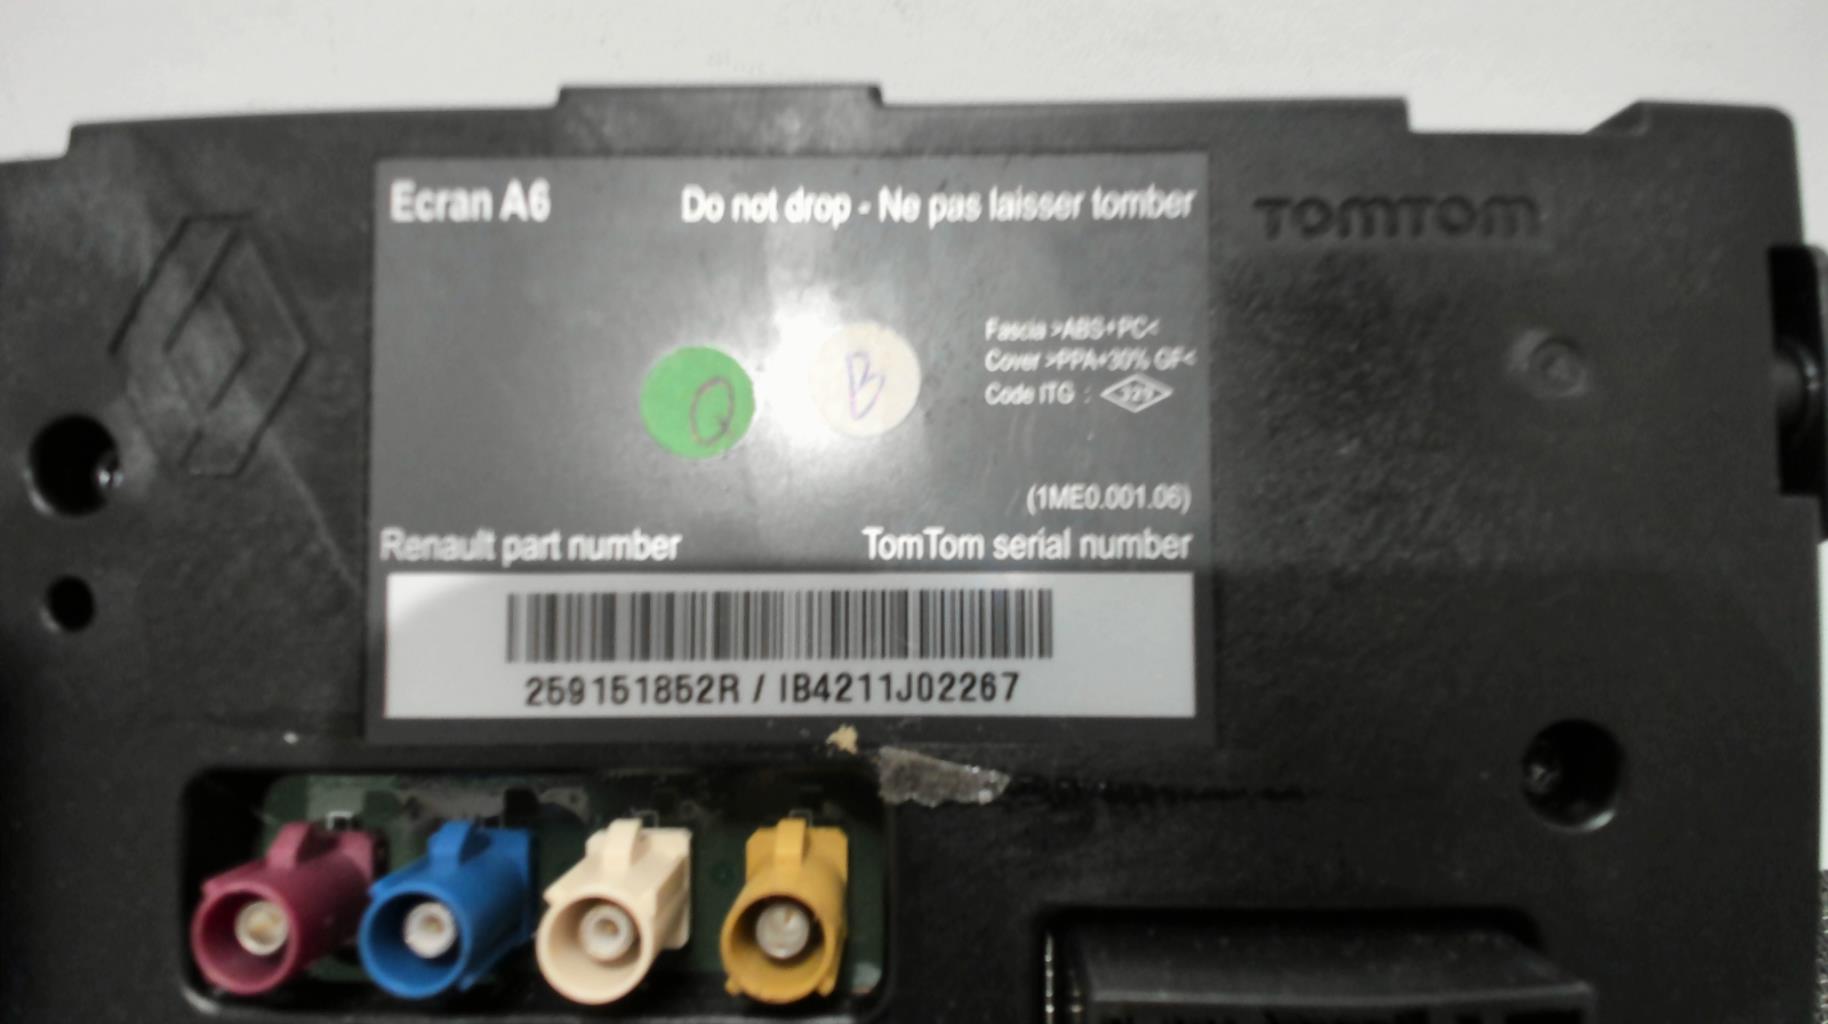 Ecran A6
Do not drop - Ne pas laisser tomber
TOMTOM
Fascia >ABS+PC<
Cover >PPA+30% GF<
Code ITG : 329
Q
B
(1ME0.001.06)
Renault part number
TomTom serial number
259151852R / IB4211J02267